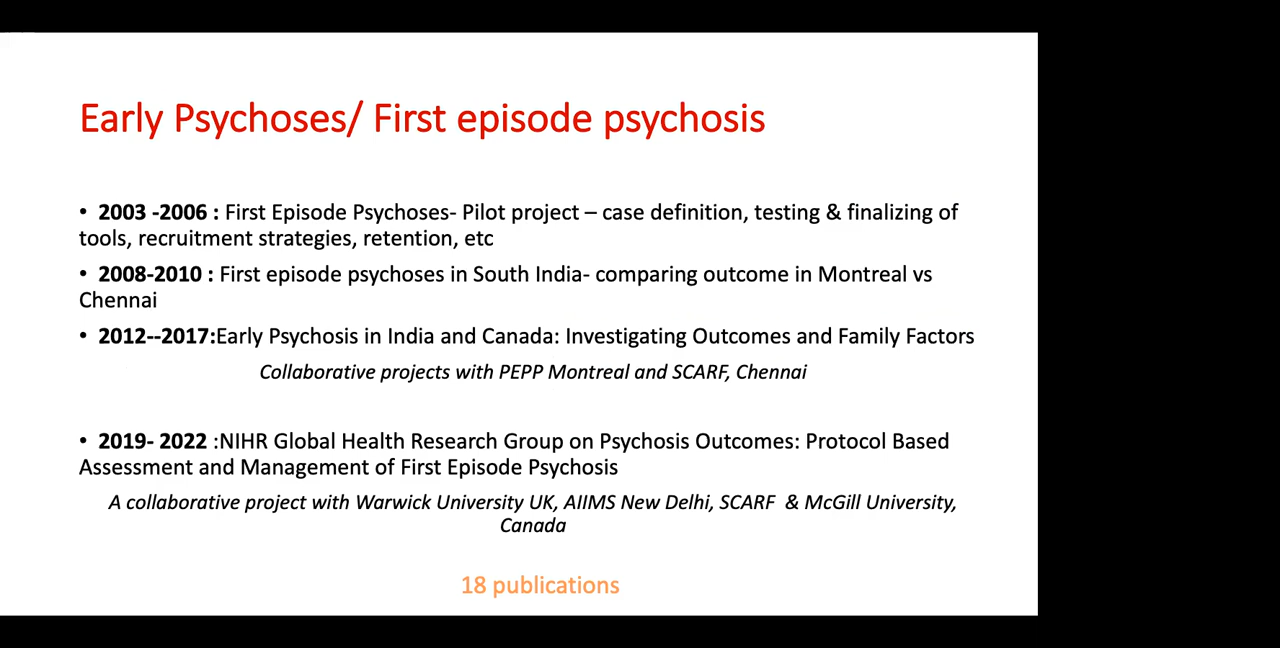 Early Psychoses/ First episode psychosis
• 2003 -2006 : First Episode Psychoses- Pilot project – case definition, testing & finalizing of
tools, recruitment strategies, retention, etc
• 2008-2010 : First episode psychoses in South India- comparing outcome in Montreal vs
Chennai
• 2012--2017:Early Psychosis in India and Canada: Investigating Outcomes and Family Factors
Collaborative projects with PEPP Montreal and SCARF, Chennai
• 2019- 2022 :NIHR Global Health Research Group on Psychosis Outcomes: Protocol Based
Assessment and Management of First Episode Psychosis
A collaborative project with Warwick University UK, AIIMS New Delhi, SCARF & McGill University,
Canada
18 publications